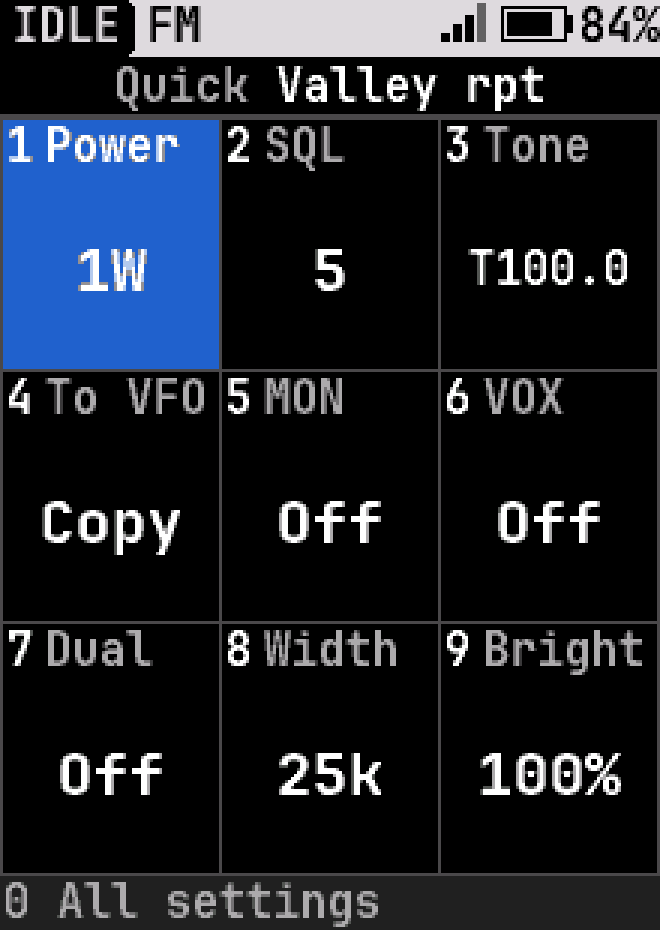 IDLE FM 84%
Quick Valley rpt
1 Power 2 SQL 3 Tone
1W 5 T100.0
4 To VFO 5 MON 6 VOX
Copy Off Off
7 Dual 8 Width 9 Bright
Off 25k 100%
0 All settings